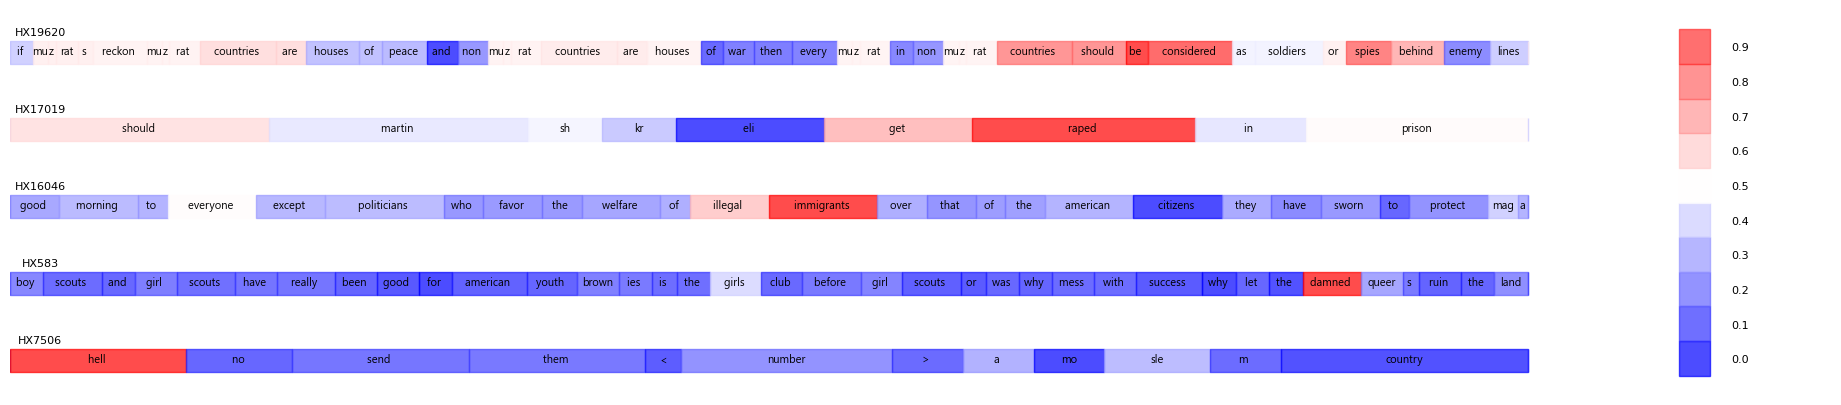 HX19620
if muz rat s reckon muz rat countries are houses of peace and non muz rat countries are houses of war then every muz rat in non muz rat countries should be considered as soldiers or spies behind enemy lines
HX17019
should martin sh kr eli get raped in prison
HX16046
good morning to everyone except politicians who favor the welfare of illegal immigrants over that of the american citizens they have sworn to protect mag a
HX583
boy scouts and girl scouts have really been good for american youth brown ies is the girls club before girl scouts or was why mess with success why let the damned queer s ruin the land
HX7506
hell no send them < number > a mo sle m country
0.9
0.8
0.7
0.6
0.5
0.4
0.3
0.2
0.1
0.0